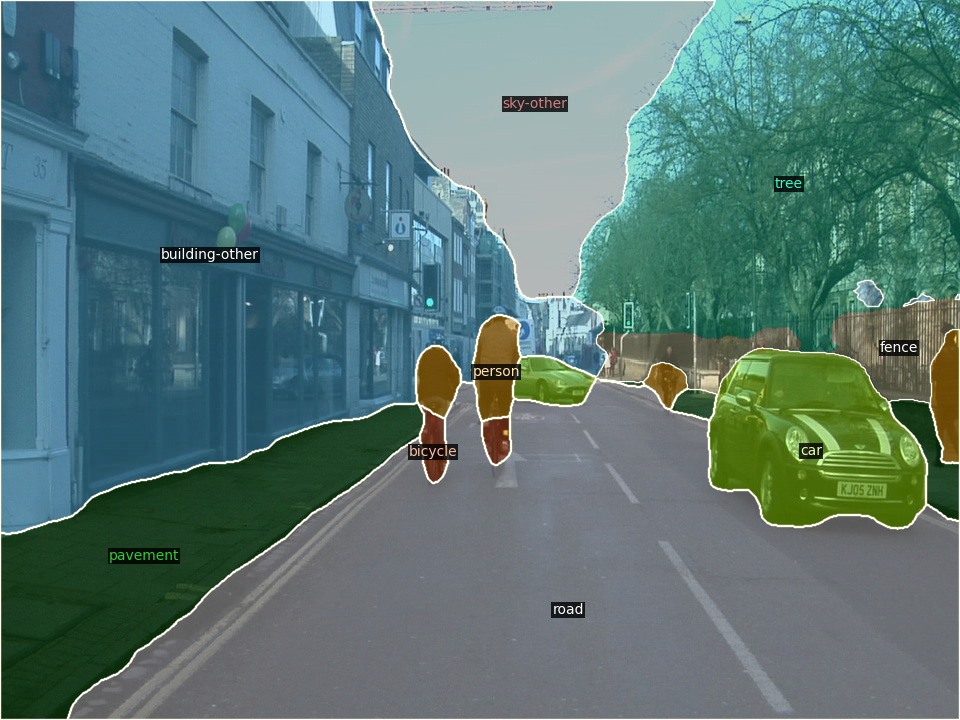 sky-other
T 35
tree
building-other
fence
person
car
bicycle
KJ05 ZNH
pavement
road